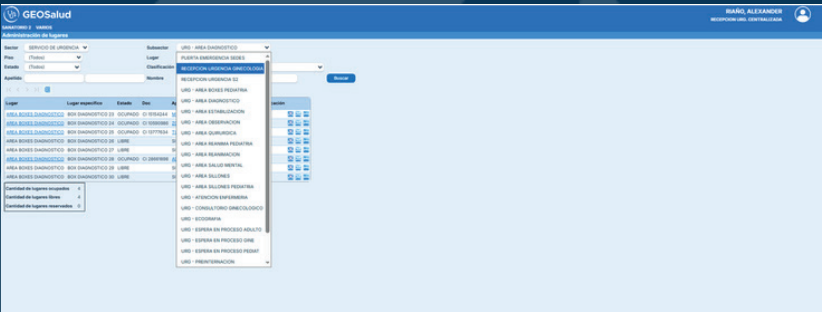 GEOSalud
RIAÑO, ALEXANDER
RECEPCION URG. CENTRALIZADA
SANATORIO 2 VARIOS
Administración de lugares
Sector SERVICIO DE URGENCIA Subsector URG - AREA DIAGNOSTICO
Piso (Todos) Lugar
Estado (Todos) Clasificación
Apellido Nombre Buscar
PUERTA EMERGENCIA SEDES
RECEPCION URGENCIA GINECOLOGIA
RECEPCION URGENCIA S2
URG - AREA BOXES PEDIATRIA
URG - AREA DIAGNOSTICO
URG - AREA ESTABILIZACION
URG - AREA OBSERVACION
URG - AREA QUIRURGICA
URG - AREA REANIMA PEDIATRIA
URG - AREA REANIMACION
URG - AREA SALUD MENTAL
URG - AREA SILLONES
URG - AREA SILLONES PEDIATRIA
URG - ATENCION ENFERMERIA
URG - CONSULTORIO GINECOLOGICO
URG - ECOGRAFIA
URG - ESPERA EN PROCESO ADULTO
URG - ESPERA EN PROCESO GINE
URG - ESPERA EN PROCESO PEDIAT
URG - PREINTERNACION
Lugar Lugar específico Estado Doc
AREA BOXES DIAGNOSTICO BOX DIAGNOSTICO 23 OCUPADO
AREA BOXES DIAGNOSTICO BOX DIAGNOSTICO 24 OCUPADO
AREA BOXES DIAGNOSTICO BOX DIAGNOSTICO 25 OCUPADO
AREA BOXES DIAGNOSTICO BOX DIAGNOSTICO 26 LIBRE
AREA BOXES DIAGNOSTICO BOX DIAGNOSTICO 27 LIBRE
AREA BOXES DIAGNOSTICO BOX DIAGNOSTICO 28 OCUPADO
AREA BOXES DIAGNOSTICO BOX DIAGNOSTICO 29 LIBRE
AREA BOXES DIAGNOSTICO BOX DIAGNOSTICO 30 LIBRE
Cantidad de lugares ocupados 4
Cantidad de lugares libres 4
Cantidad de lugares reservados 0